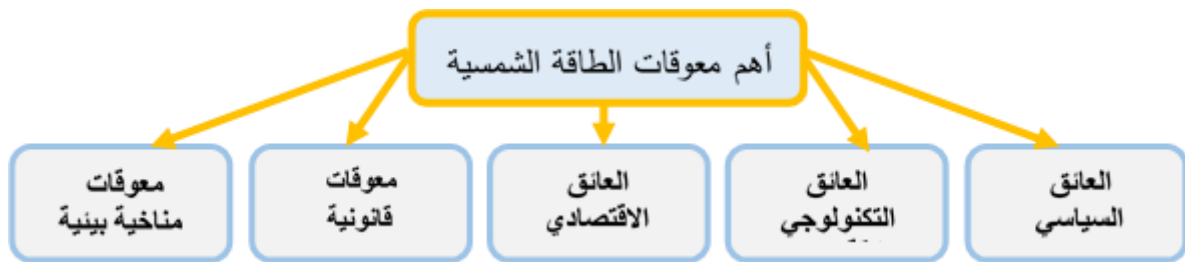 أهم معوقات الطاقة الشمسية
العائق
السياسي
العائق
التكنولوجي
العائق
الاقتصادي
معوقات
قانونية
معوقات
مناخية بيئية